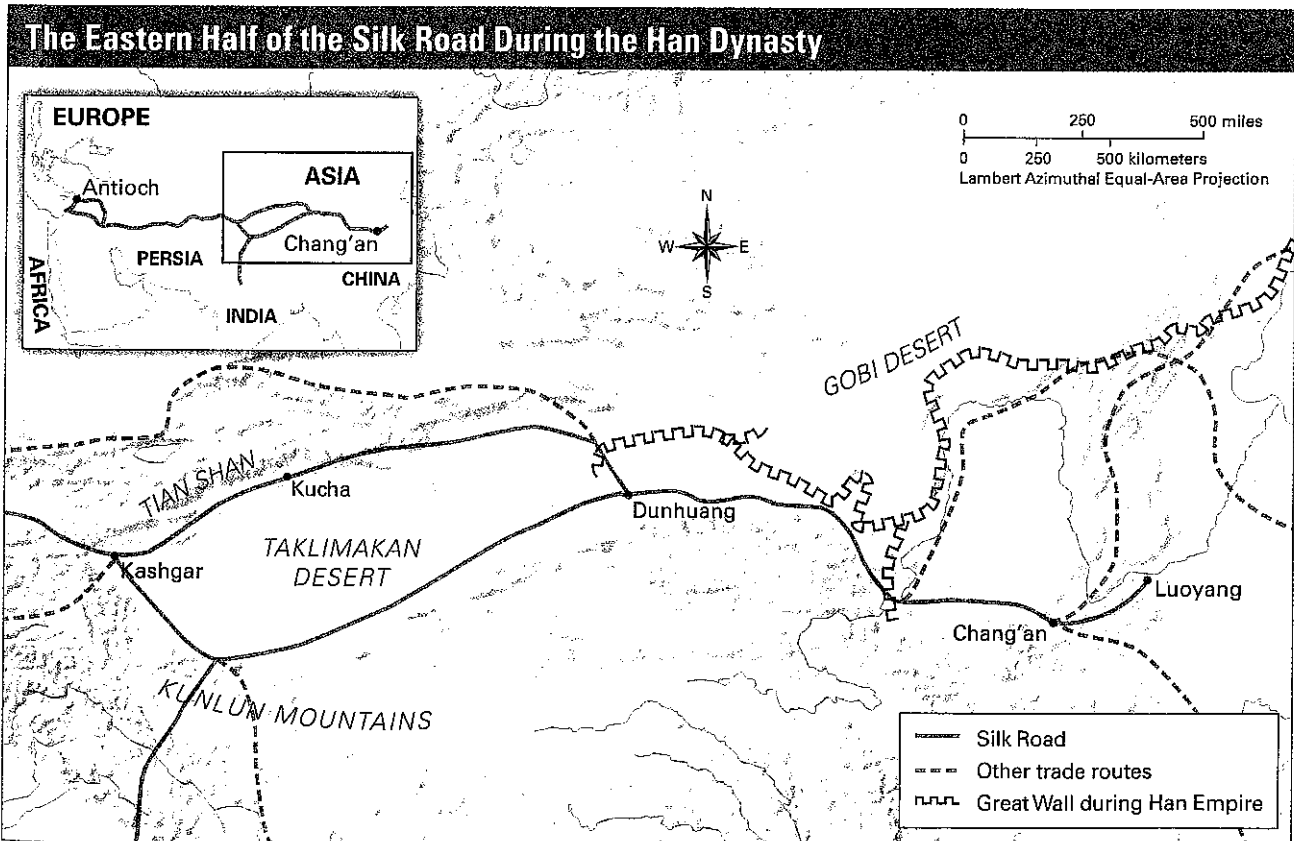 The Eastern Half of the Silk Road During the Han Dynasty
EUROPE
Antioch
ASIA
Chang'an
PERSIA
CHINA
AFRICA
INDIA
0 250 500 miles
0 250 500 kilometers
Lambert Azimuthal Equal-Area Projection
N
W E
S
GOBI DESERT
TIAN SHAN
Kucha
Dunhuang
TAKLIMAKAN
DESERT
Kashgar
Luoyang
Chang'an
KUNLUN MOUNTAINS
Silk Road
Other trade routes
Great Wall during Han Empire